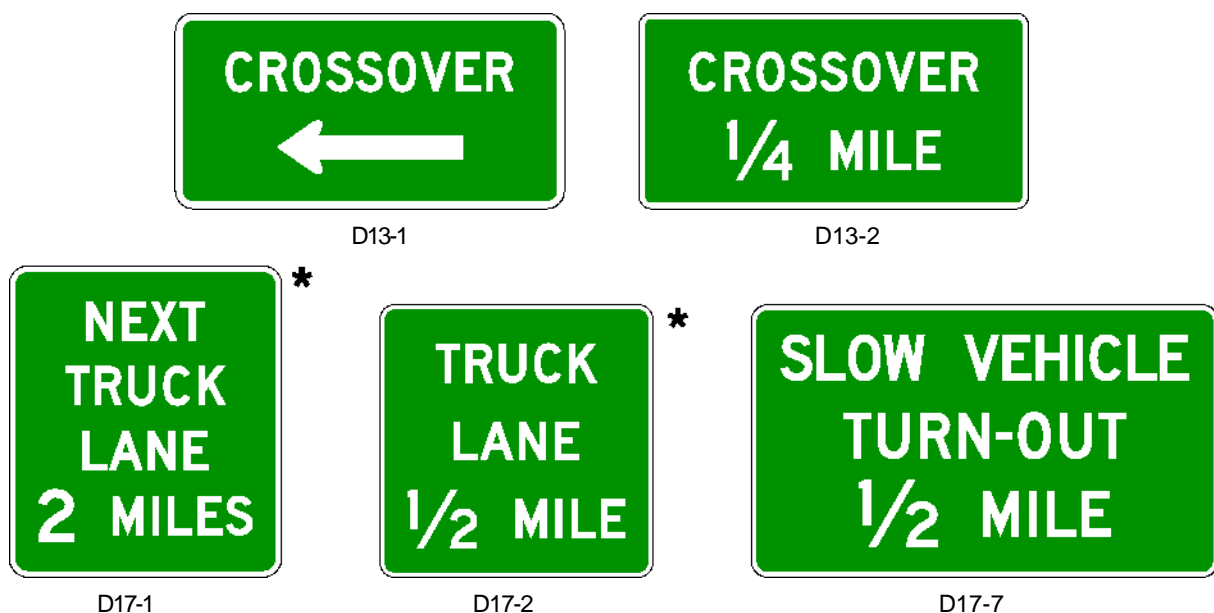 CROSSOVER
D13-1
CROSSOVER
1/4 MILE
D13-2
NEXT
TRUCK
LANE
2 MILES
*
D17-1
TRUCK
LANE
1/2 MILE
*
D17-2
SLOW VEHICLE
TURN-OUT
1/2 MILE
D17-7